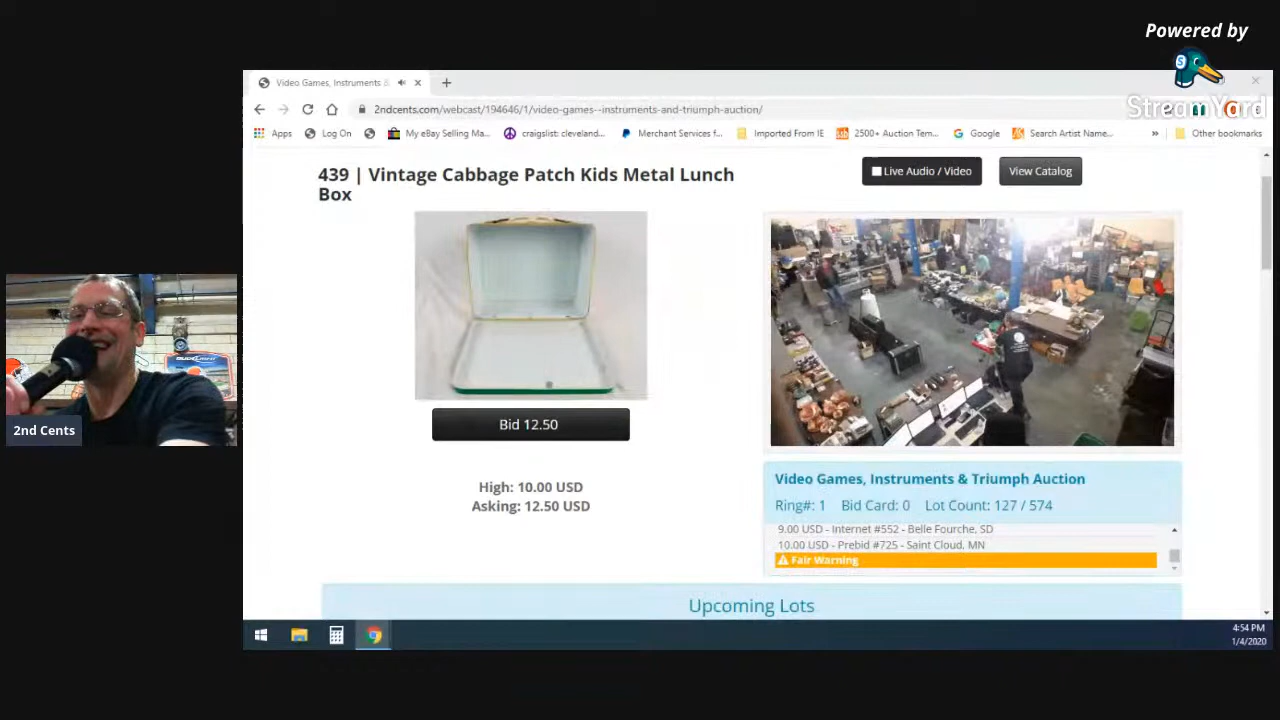 Powered by
StreamYard
Video Games, Instruments &
2ndcents.com/webcast/194646/1/video-games--instruments-and-triumph-auction/
Apps
Log On
My eBay Selling Ma...
craigslist: cleveland...
Merchant Services f...
Imported From IE
2500+ Auction Tem...
Google
Search Artist Name...
»
Other bookmarks
439 | Vintage Cabbage Patch Kids Metal Lunch
Box
Live Audio / Video
View Catalog
2nd Cents
Bid 12.50
High: 10.00 USD
Asking: 12.50 USD
Video Games, Instruments & Triumph Auction
Ring#: 1 Bid Card: 0 Lot Count: 127 / 574
9.00 USD - Internet #552 - Belle Fourche, SD
10.00 USD - Prebid #725 - Saint Cloud, MN
Fair Warning
Upcoming Lots
4:54 PM
1/4/2020